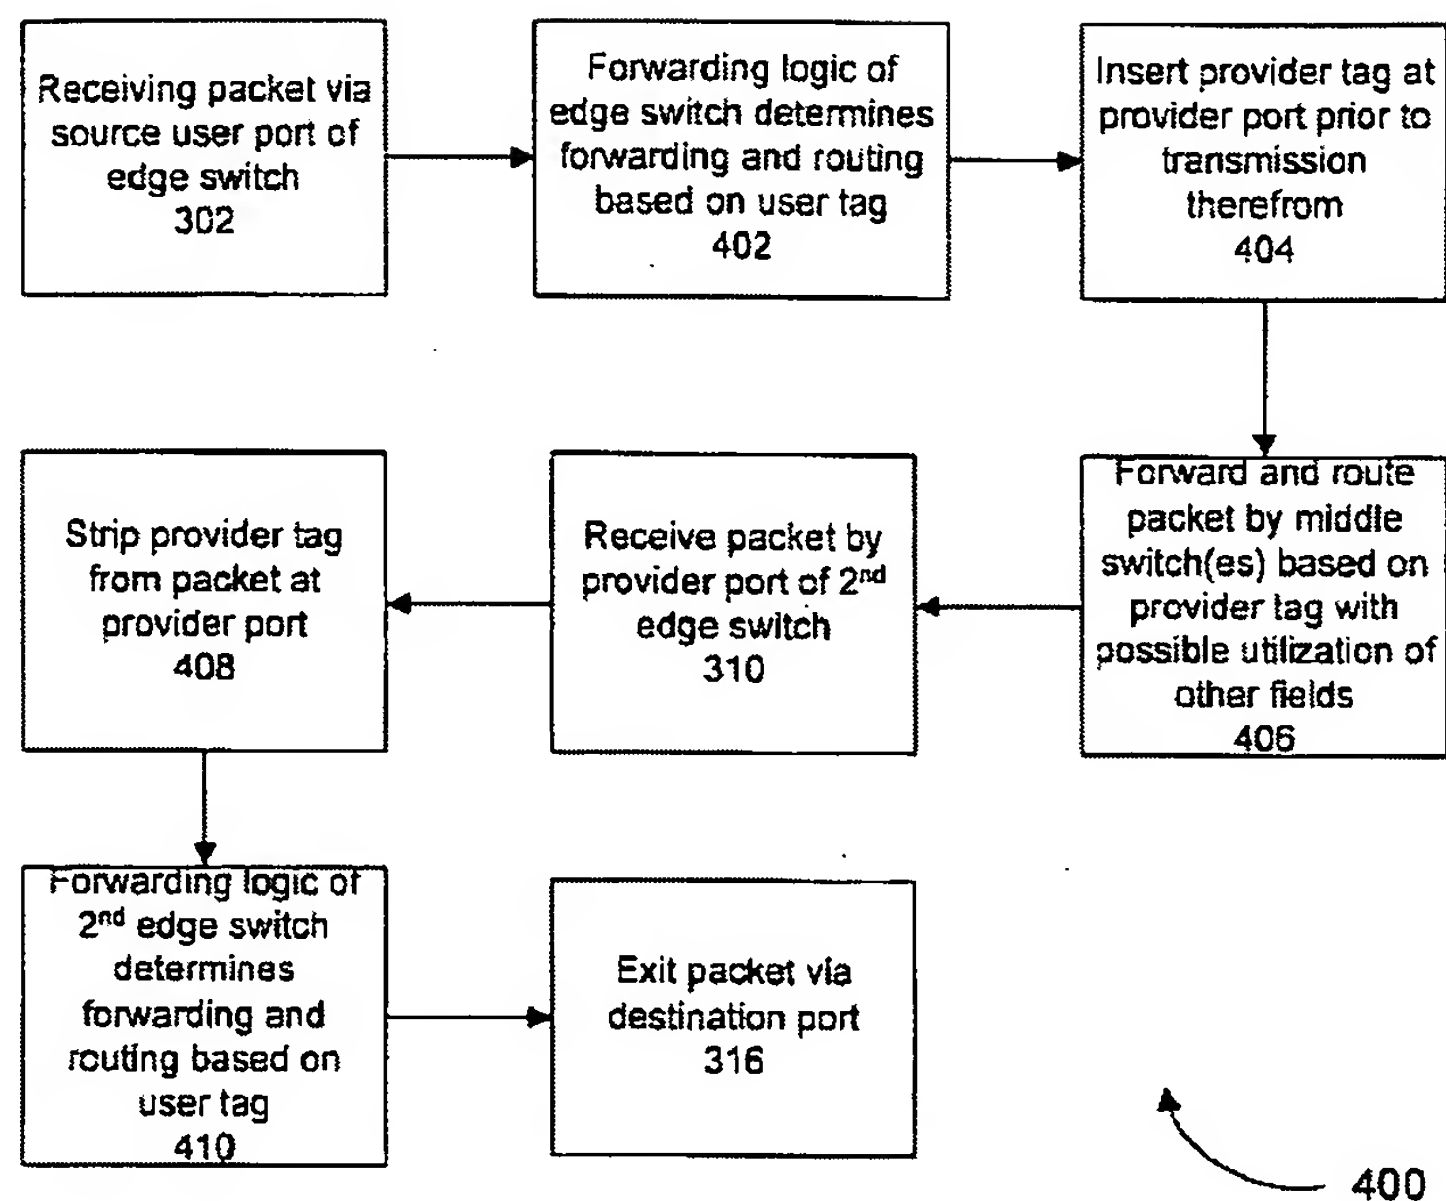 Receiving packet via
source user port of
edge switch
302
Forwarding logic of
edge switch determines
forwarding and routing
based on user tag
402
Insert provider tag at
provider port prior to
transmission
therefrom
404
Forward and route
packet by middle
switch(es) based on
provider tag with
possible utilization of
other fields
406
Receive packet by
provider port of 2nd
edge switch
310
Strip provider tag
from packet at
provider port
408
Forwarding logic of
2nd edge switch
determines
forwarding and
routing based on
user tag
410
Exit packet via
destination port
316
400